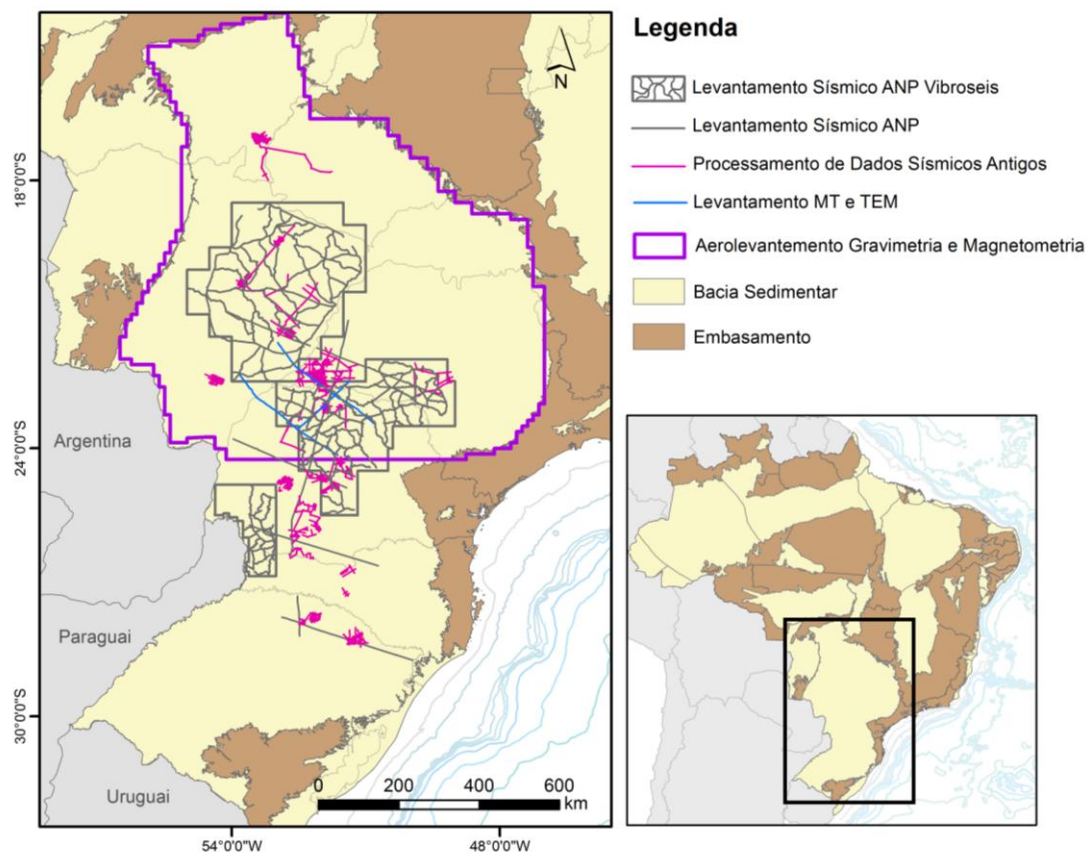 N
18°0'0"S
24°0'0"S
30°0'0"S
Argentina
Paraguai
Uruguai
0 200 400 600
km
54°0'0"W
48°0'0"W
Legenda
Levantamento Sísmico ANP Vibroseis
Levantamento Sísmico ANP
Processamento de Dados Sísmicos Antigos
Levantamento MT e TEM
Aerolevantemento Gravimetria e Magnetometria
Bacia Sedimentar
Embasamento